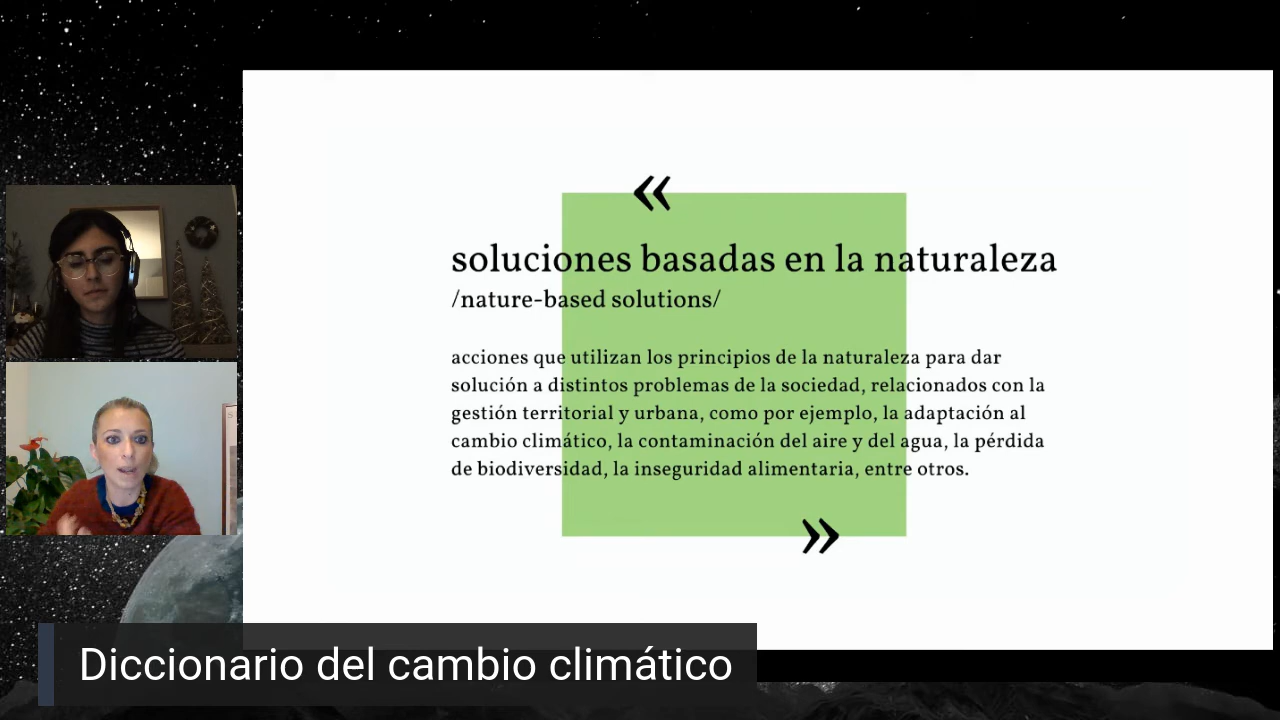 «
soluciones basadas en la naturaleza
/nature-based solutions/
acciones que utilizan los principios de la naturaleza para dar
solución a distintos problemas de la sociedad, relacionados con la
gestión territorial y urbana, como por ejemplo, la adaptación al
cambio climático, la contaminación del aire y del agua, la pérdida
de biodiversidad, la inseguridad alimentaria, entre otros.
»
Diccionario del cambio climático